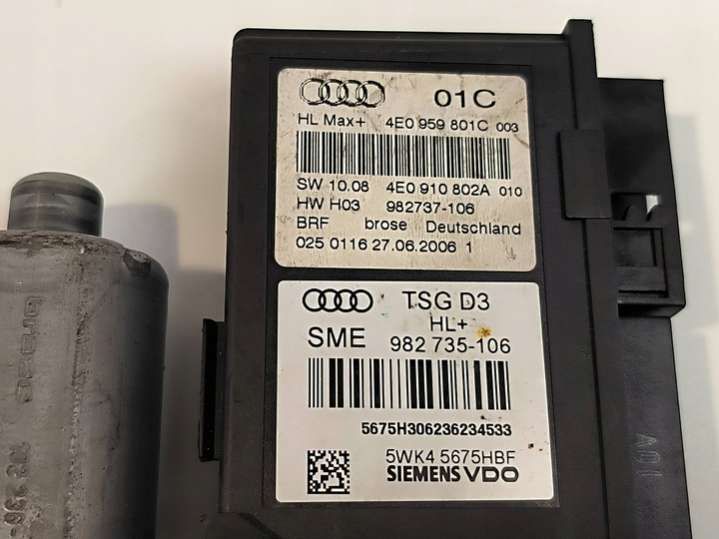 01C
HL Max+ 4E0 959 801C 003
SW 10.08 4E0 910 802A 010
HW H03 982737-106
BRF brose Deutschland
025 0116 27.06.2006 1
TSG D3
HL+
SME 982 735-106
5675H306236234533
5WK4 5675HBF
SIEMENS VDO
brose
A01